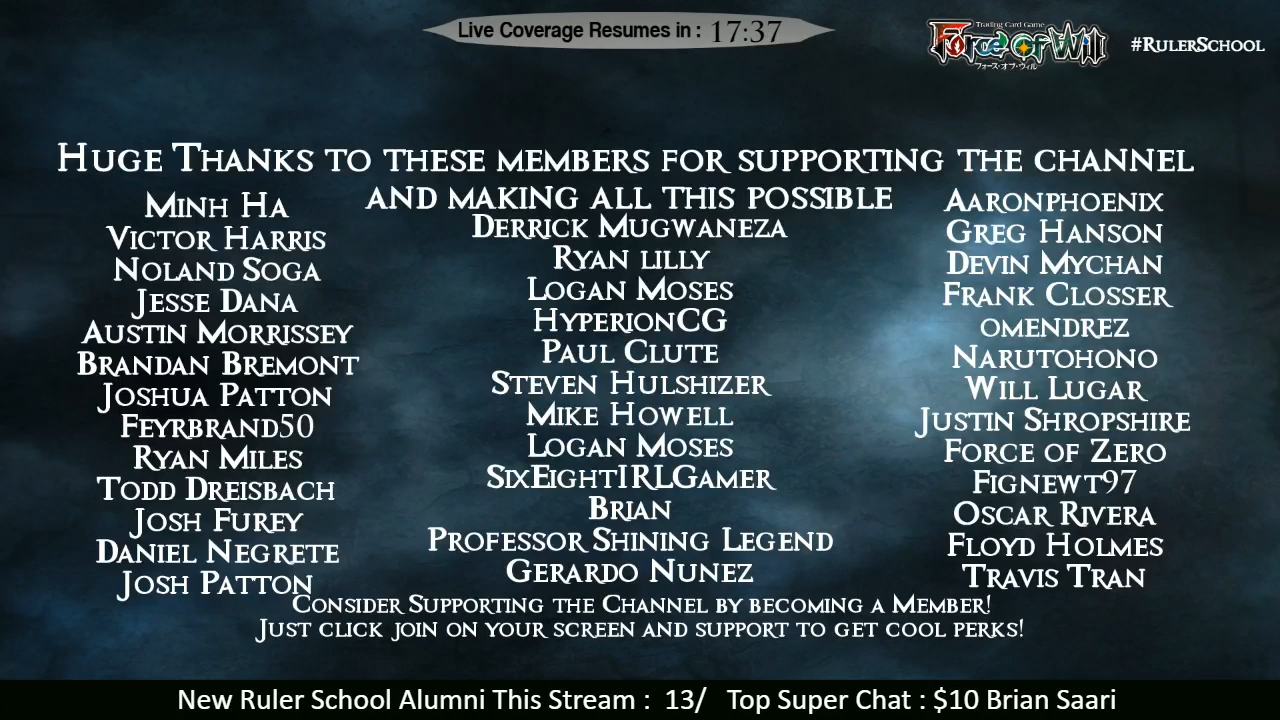 Live Coverage Resumes in : 17:37
Trading Card Game
Force of Will
フォース・オブ・ウィル
#RulerSchool
Huge Thanks to these members for supporting the channel
and making all this possible
Minh Ha
Victor Harris
Noland Soga
Jesse Dana
Austin Morrissey
Brandan Bremont
Joshua Patton
Feyrbrand50
Ryan Miles
Todd Dreisbach
Josh Furey
Daniel Negrete
Josh Patton
Derrick Mugwaneza
Ryan lilly
Logan Moses
HyperionCG
Paul Clute
Steven Hulshizer
Mike Howell
Logan Moses
SixEightIRLGamer
Brian
Professor Shining Legend
Gerardo Nunez
Aaronphoenix
Greg Hanson
Devin Mychan
Frank Closser
omendrez
Narutohono
Will Lugar
Justin Shropshire
Force of Zero
Fignewt97
Oscar Rivera
Floyd Holmes
Travis Tran
Consider Supporting the Channel by becoming a Member!
Just click join on your screen and support to get cool perks!
New Ruler School Alumni This Stream : 13/ Top Super Chat : $10 Brian Saari